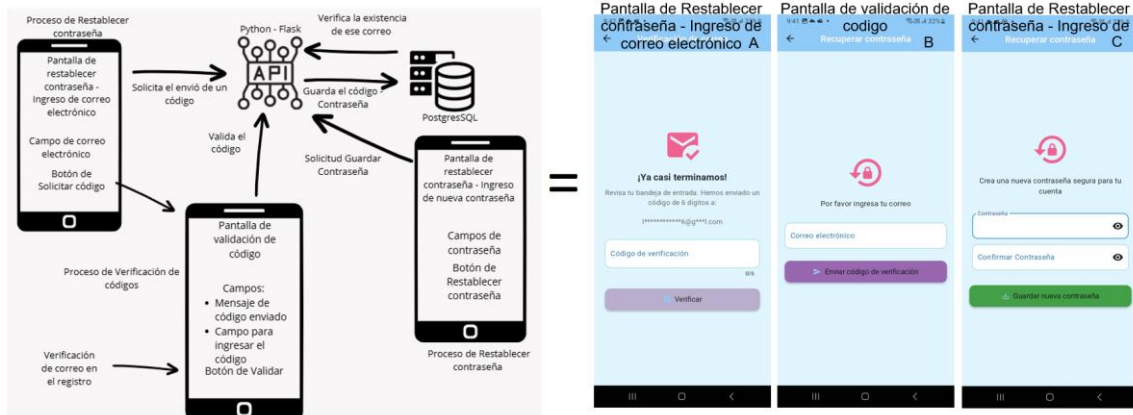 Proceso de Restablecer
contraseña
Pantalla de
restablecer
contraseña -
Ingreso de correo
electrónico
Campo de correo
electrónico
Botón de
Solicitar código
Solicita el envió de un
código
Python - Flask
API
Verifica la existencia
de ese correo
Guarda el código -
Contraseña
PostgresSQL
Valida el
código
Solicitud Guardar
Contraseña
Pantalla de
restablecer
contraseña - Ingreso
de nueva contraseña
Campos de
contraseña
Botón de
Restablecer
contraseña
Proceso de Restablecer
contraseña
Proceso de Verificación de
códigos
Pantalla de
validación de
código
Campos:
• Mensaje de
código enviado
• Campo para
ingresar el
código
Botón de Validar
Verificación
de correo en
el registro
=
Pantalla de Restablecer
contraseña - Ingreso de
correo electrónico A
¡Ya casi terminamos!
Revisa tu bandeja de entrada. Hemos enviado un
código de 6 dígitos a:
l************6@g***l.com
Código de verificación
0/6
Verificar
Pantalla de validación de
codigo
9:41
Recuperar contraseña
B
Por favor ingresa tu correo
Correo electrónico
Enviar código de verificación
Pantalla de Restablecer
contraseña - Ingreso de
Recuperar contraseña
C
Crea una nueva contraseña segura para tu
cuenta
Contraseña
Confirmar Contraseña
Guardar nueva contraseña